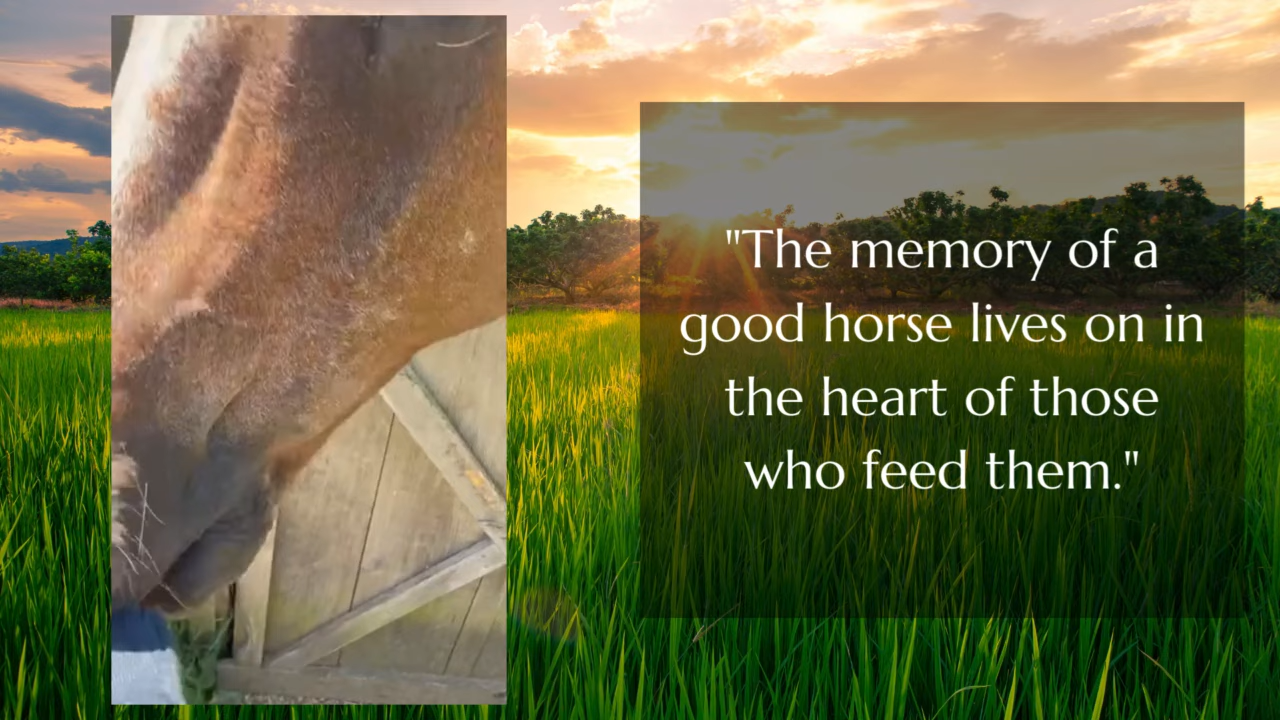 "The memory of a
good horse lives on in
the heart of those
who feed them."